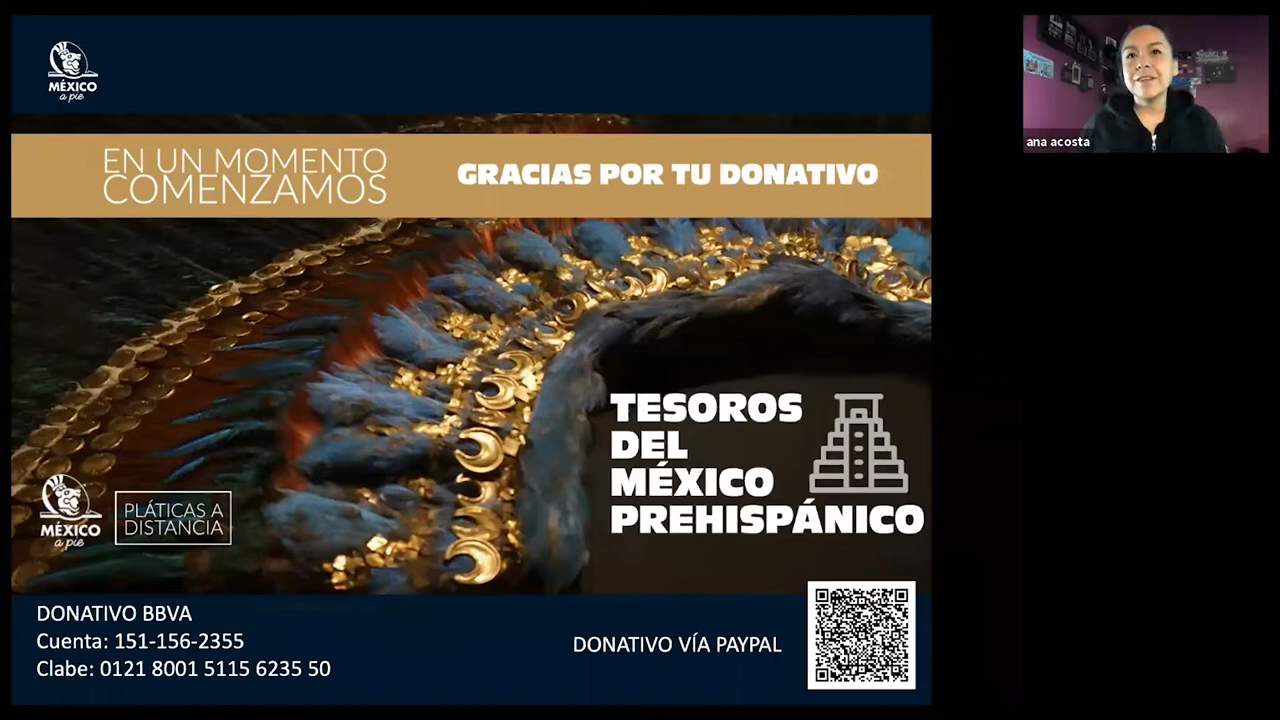 MÉXICO
a pie
EN UN MOMENTO
COMENZAMOS
GRACIAS POR TU DONATIVO
ana acosta
TESOROS
DEL
MÉXICO
PREHISPÁNICO
MÉXICO
a pie
PLÁTICAS A
DISTANCIA
DONATIVO BBVA
Cuenta: 151-156-2355
Clabe: 0121 8001 5115 6235 50
DONATIVO VÍA PAYPAL